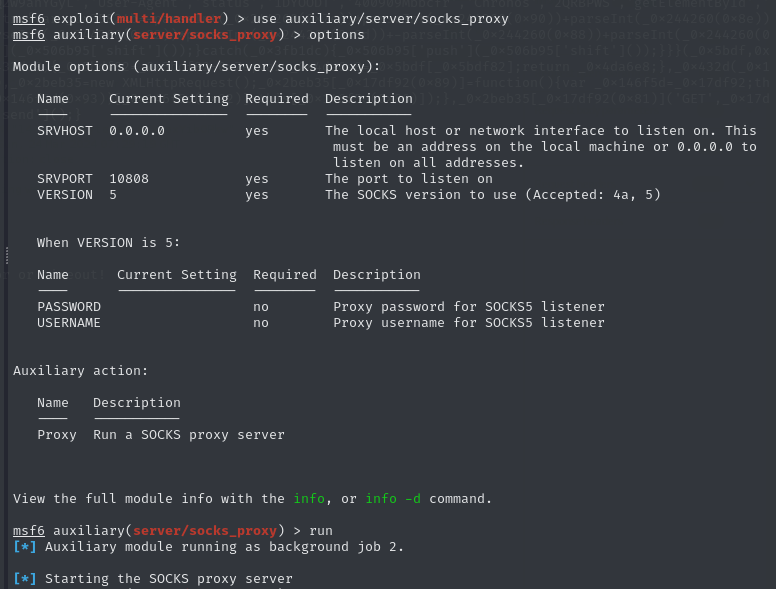 msf6 exploit(multi/handler) > use auxiliary/server/socks_proxy
msf6 auxiliary(server/socks_proxy) > options
Module options (auxiliary/server/socks_proxy):
Name Current Setting Required Description
SRVHOST 0.0.0.0 yes The local host or network interface to listen on. This
must be an address on the local machine or 0.0.0.0 to
listen on all addresses.
SRVPORT 10808 yes The port to listen on
VERSION 5 yes The SOCKS version to use (Accepted: 4a, 5)
When VERSION is 5:
Name Current Setting Required Description
PASSWORD no Proxy password for SOCKS5 listener
USERNAME no Proxy username for SOCKS5 listener
Auxiliary action:
Name Description
Proxy Run a SOCKS proxy server
View the full module info with the info, or info -d command.
msf6 auxiliary(server/socks_proxy) > run
[*] Auxiliary module running as background job 2.
[*] Starting the SOCKS proxy server